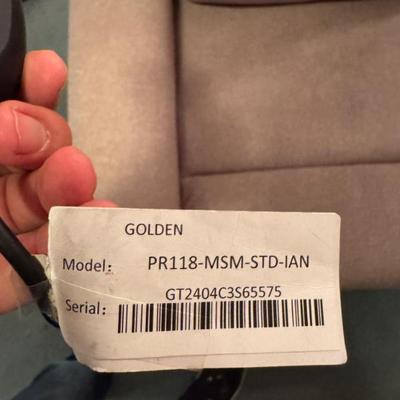 GOLDEN
Model: PR118-MSM-STD-IAN
Serial: GT2404C3S65575